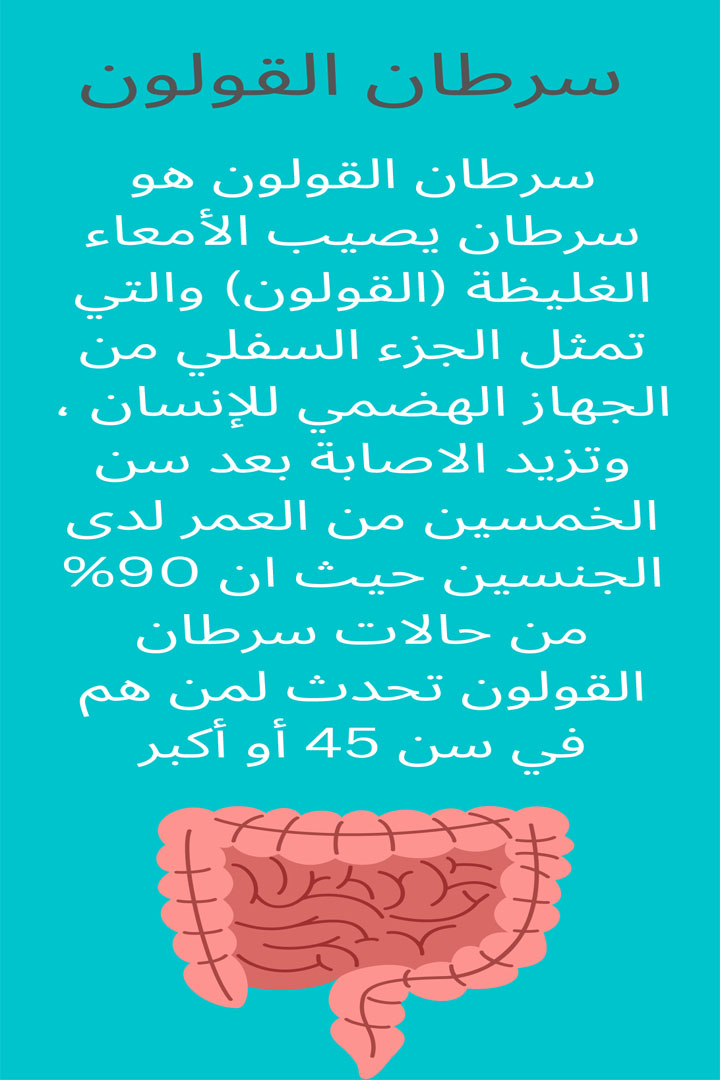 سرطان القولون
سرطان القولون هو
سرطان يصيب الأمعاء
الغليظة (القولون) والتي
تمثل الجزء السفلي من
الجهاز الهضمي للإنسان ،
وتزيد الاصابة بعد سن
الخمسين من العمر لدى
الجنسين حيث ان 90%
من حالات سرطان
القولون تحدث لمن هم
في سن 45 أو أكبر